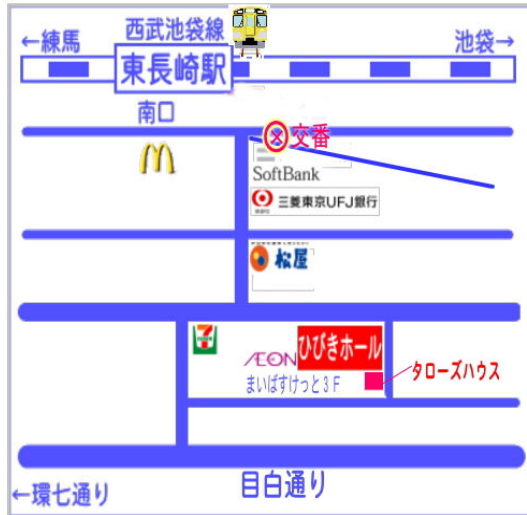 西武池袋線
←練馬
池袋→
東長崎駅
南口
交番
SoftBank
三菱東京UFJ銀行
松屋
7
ÆON
ひびきホール
まいばすけっと3F
タローズハウス
目白通り
←環七通り